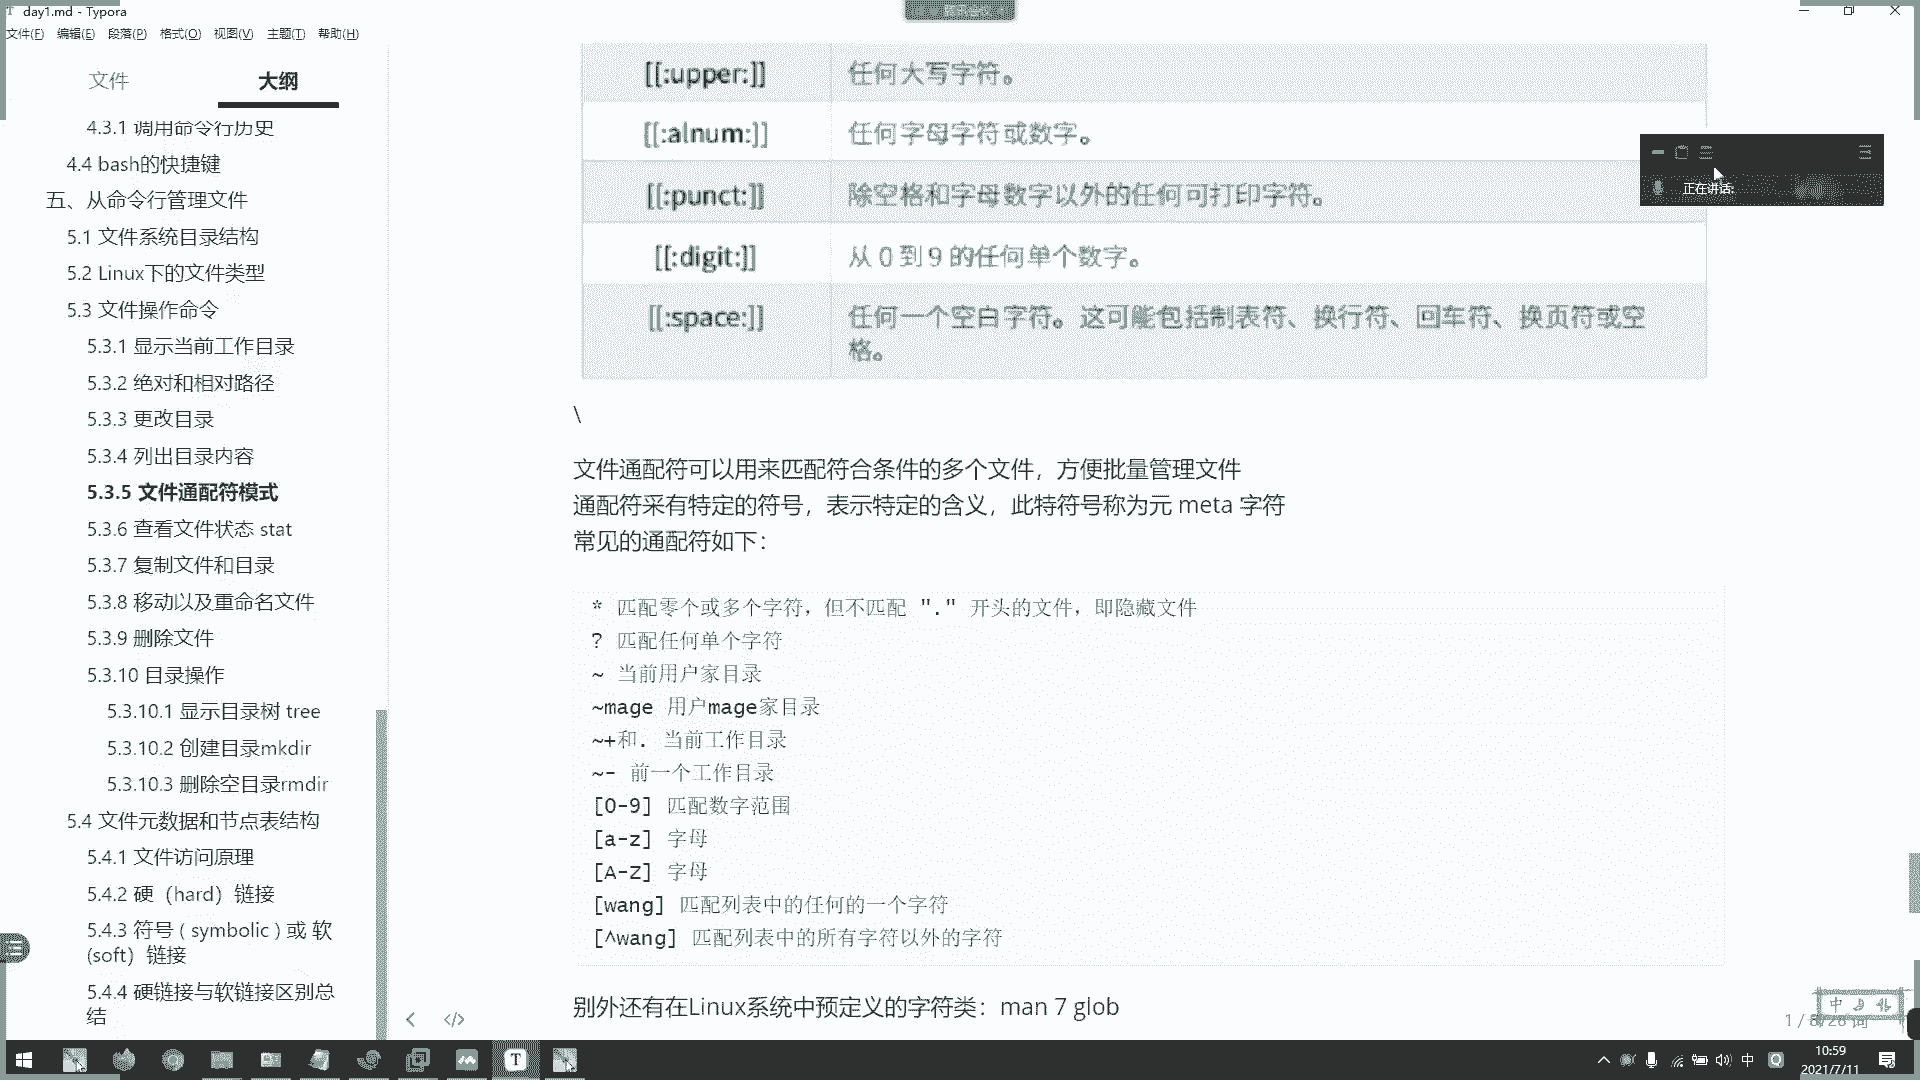 day1.md - Typora
文件(F) 编辑(E) 段落(P) 格式(O) 视图(V) 主题(T) 帮助(H)
文件 大纲
4.3.1 调用命令行历史
4.4 bash的快捷键
五、从命令行管理文件
5.1 文件系统目录结构
5.2 Linux下的文件类型
5.3 文件操作命令
5.3.1 显示当前工作目录
5.3.2 绝对和相对路径
5.3.3 更改目录
5.3.4 列出目录内容
5.3.5 文件通配符模式
5.3.6 查看文件状态 stat
5.3.7 复制文件和目录
5.3.8 移动以及重命名文件
5.3.9 删除文件
5.3.10 目录操作
5.3.10.1 显示目录树 tree
5.3.10.2 创建目录mkdir
5.3.10.3 删除空目录rmdir
5.4 文件元数据和节点表结构
5.4.1 文件访问原理
5.4.2 硬（hard）链接
5.4.3 符号 ( symbolic ) 或 软
(soft）链接
5.4.4 硬链接与软链接区别总
结
[[:upper:]] 任何大写字符。
[[:alnum:]] 任何字母字符或数字。
[[:punct:]] 除空格和字母数字以外的任何可打印字符。
[[:digit:]] 从 0 到 9 的任何单个数字。
[[:space:]] 任何一个空白字符。这可能包括制表符、换行符、回车符、换页符或空
格。
\
文件通配符可以用来匹配符合条件的多个文件，方便批量管理文件
通配符采有特定的符号，表示特定的含义，此特符号称为元 meta 字符
常见的通配符如下：
* 匹配零个或多个字符，但不匹配 "." 开头的文件，即隐藏文件
? 匹配任何单个字符
~ 当前用户家目录
~mage 用户mage家目录
~+和. 当前工作目录
~- 前一个工作目录
[0-9] 匹配数字范围
[a-z] 字母
[A-Z] 字母
[wang] 匹配列表中的任何的一个字符
[^wang] 匹配列表中的所有字符以外的字符
别外还有在Linux系统中预定义的字符类：man 7 glob
正在讲话:
中
中
10:59
2021/7/11